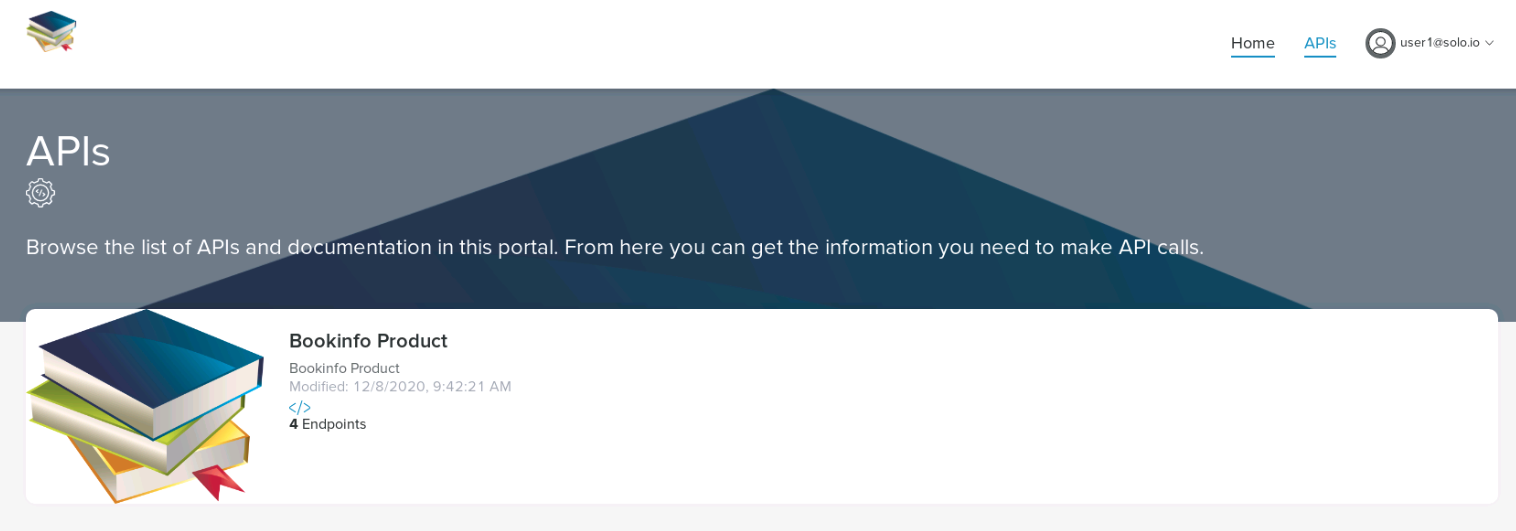 Home
APIs
user1@solo.io
APIs
Browse the list of APIs and documentation in this portal. From here you can get the information you need to make API calls.
Bookinfo Product
Bookinfo Product
Modified: 12/8/2020, 9:42:21 AM
4 Endpoints